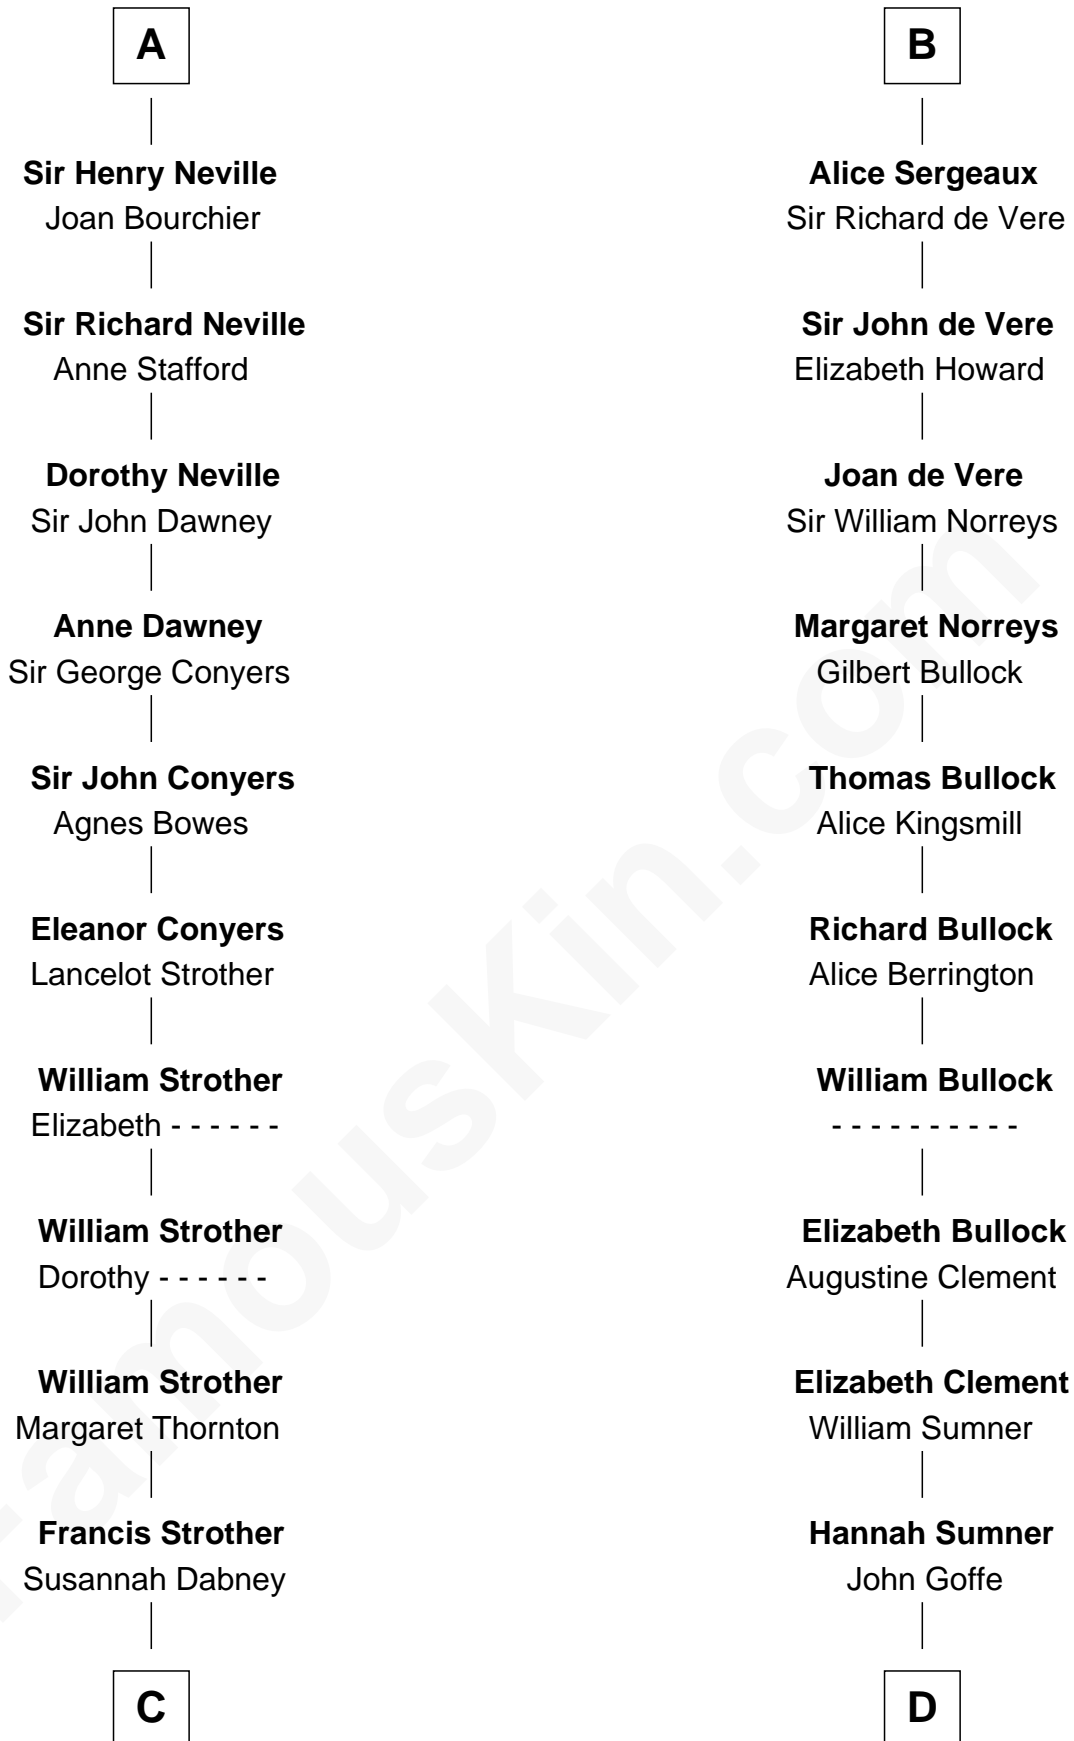 A
Sir Henry Neville
Joan Bourchier
Sir Richard Neville
Anne Stafford
Dorothy Neville
Sir John Dawney
Anne Dawney
Sir George Conyers
Sir John Conyers
Agnes Bowes
Eleanor Conyers
Lancelot Strother
William Strother
Elizabeth - - - - - -
William Strother
Dorothy - - - - - -
William Strother
Margaret Thornton
Francis Strother
Susannah Dabney
C
B
Alice Sergeaux
Sir Richard de Vere
Sir John de Vere
Elizabeth Howard
Joan de Vere
Sir William Norreys
Margaret Norreys
Gilbert Bullock
Thomas Bullock
Alice Kingsmill
Richard Bullock
Alice Berrington
William Bullock
- - - - - - - - - -
Elizabeth Bullock
Augustine Clement
Elizabeth Clement
William Sumner
Hannah Sumner
John Goffe
D
FamousKin.com